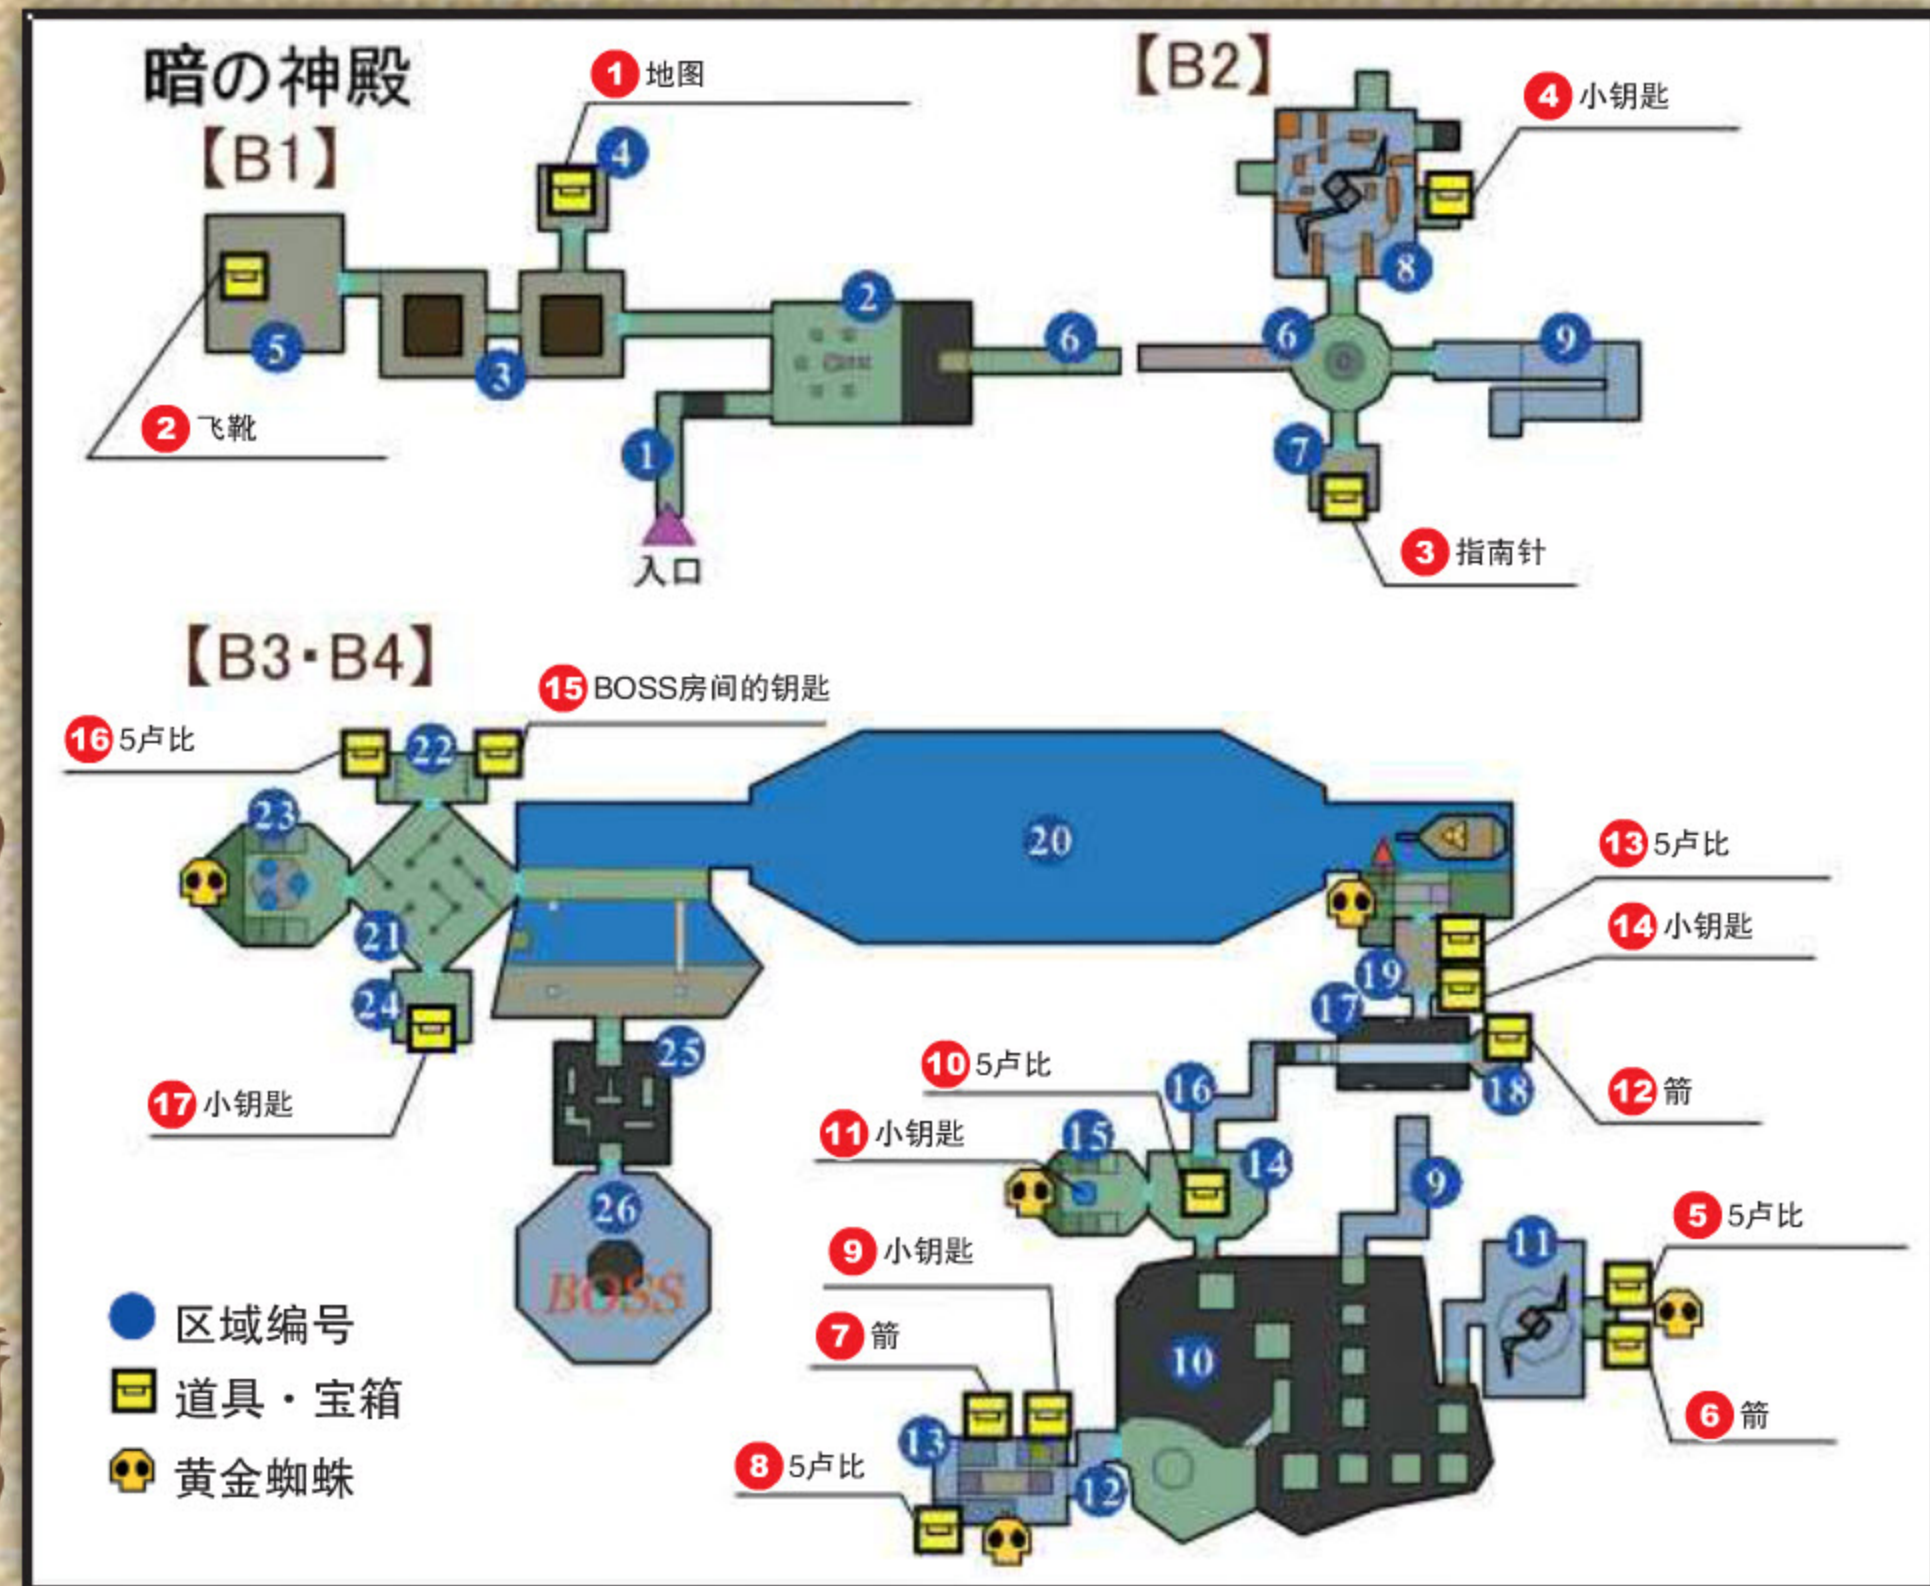 暗の神殿
【B1】
1 地图
4
5
2 飞靴
3
2
6
1
入口
【B2】
4 小钥匙
8
6
9
7
3 指南针
【B3・B4】
15 BOSS房间的钥匙
16 5卢比
22
23
21
24
17 小钥匙
20
13 5卢比
14 小钥匙
19
17
18
12 箭
10 5卢比
16
11 小钥匙
15
14
9
25
26
BOSS
9 小钥匙
7 箭
8 5卢比
13
12
10
11
5 5卢比
6 箭
区域编号
道具・宝箱
黄金蜘蛛